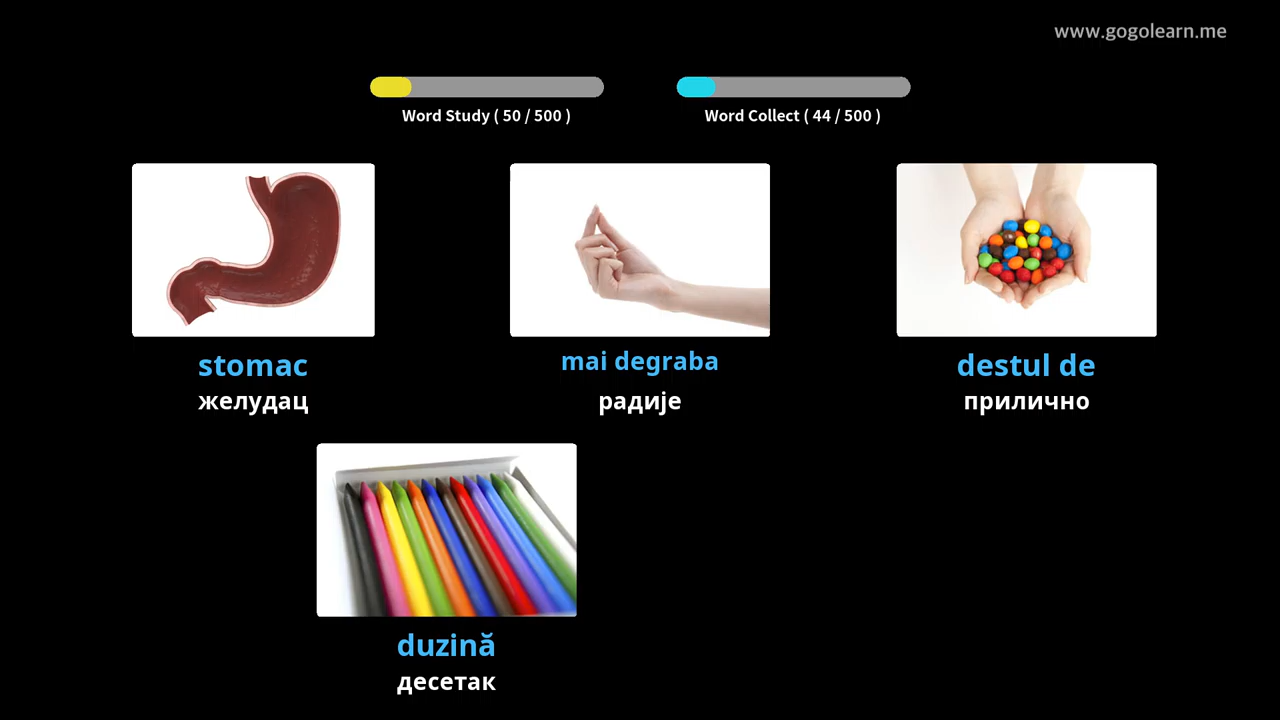 www.gogolearn.me
Word Study ( 50 / 500 )
Word Collect ( 44 / 500 )
stomac
желудац
mai degraba
радије
destul de
прилично
duzină
десетак